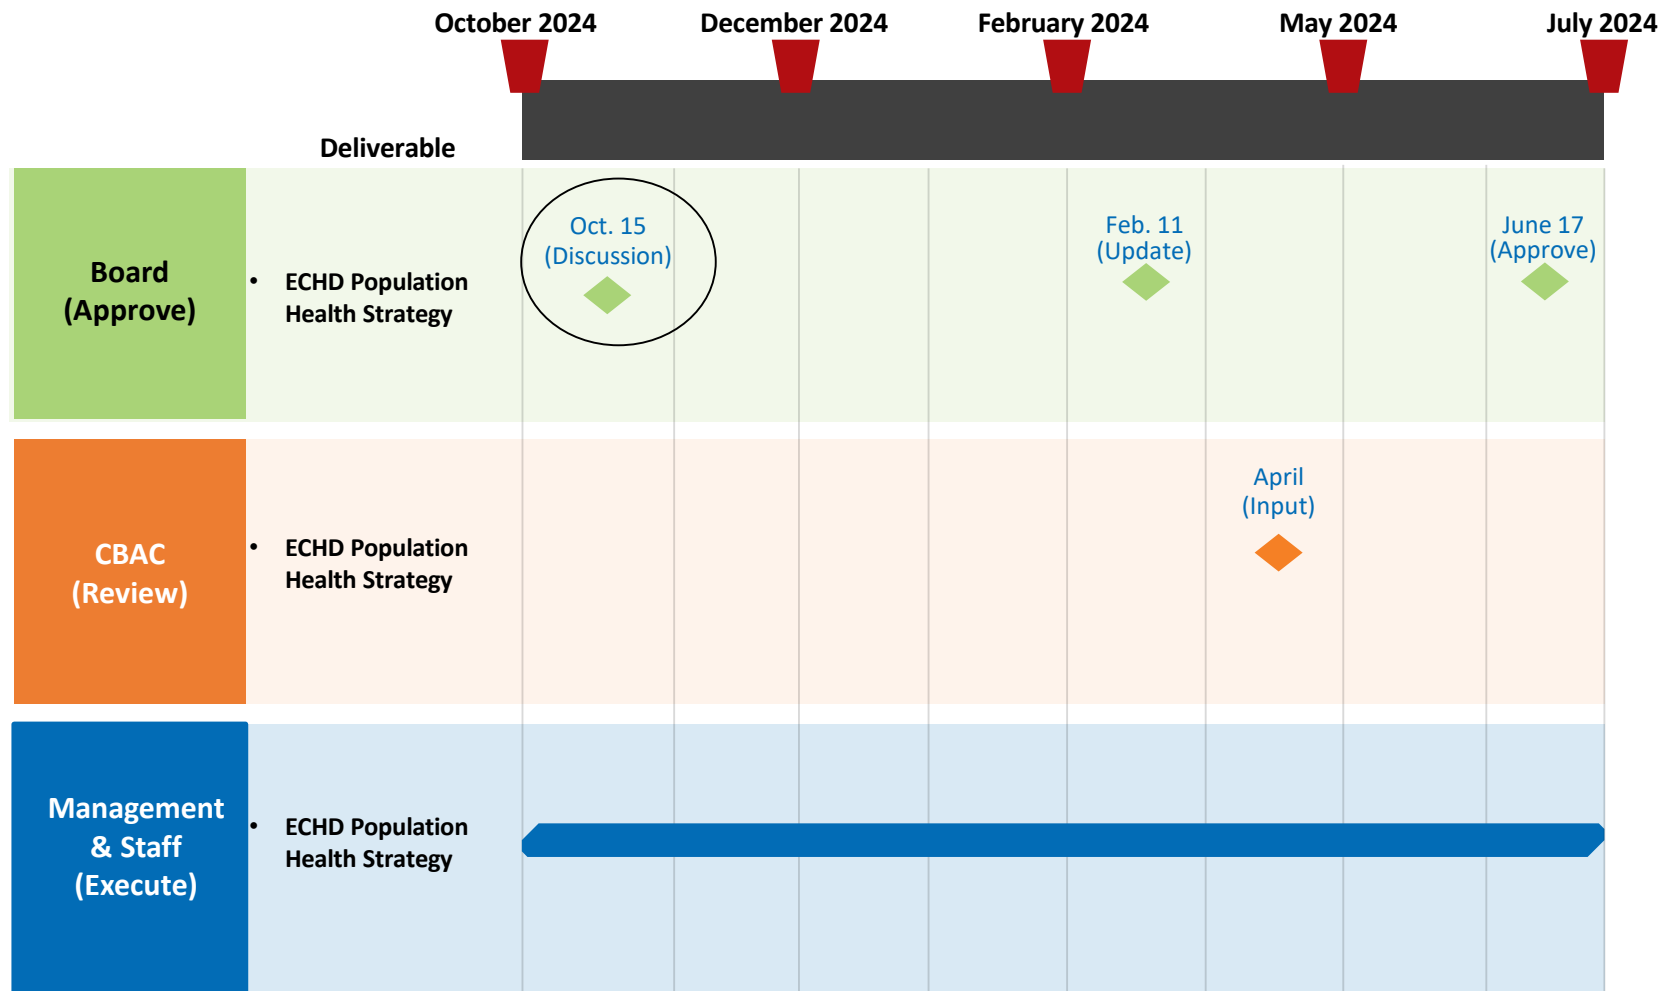 October 2024
December 2024
February 2024
May 2024
July 2024
Deliverable
Board
(Approve)
• ECHD Population
Health Strategy
Oct. 15
(Discussion)
Feb. 11
(Update)
June 17
(Approve)
CBAC
(Review)
• ECHD Population
Health Strategy
April
(Input)
Management
& Staff
(Execute)
• ECHD Population
Health Strategy